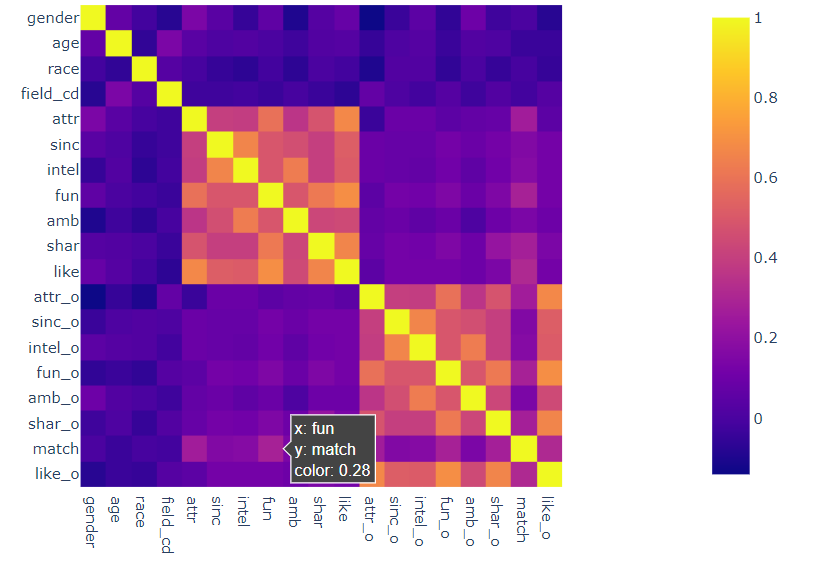 gender
age
race
field_cd
attr
sinc
intel
fun
amb
shar
like
attr_o
sinc_o
intel_o
fun_o
amb_o
shar_o
match
like_o
x: fun
y: match
color: 0.28
gender
age
race
field_cd
attr
sinc
intel
fun
amb
shar
like
attr_o
sinc_o
intel_o
fun_o
amb_o
shar_o
match
like_o
1
0.8
0.6
0.4
0.2
0